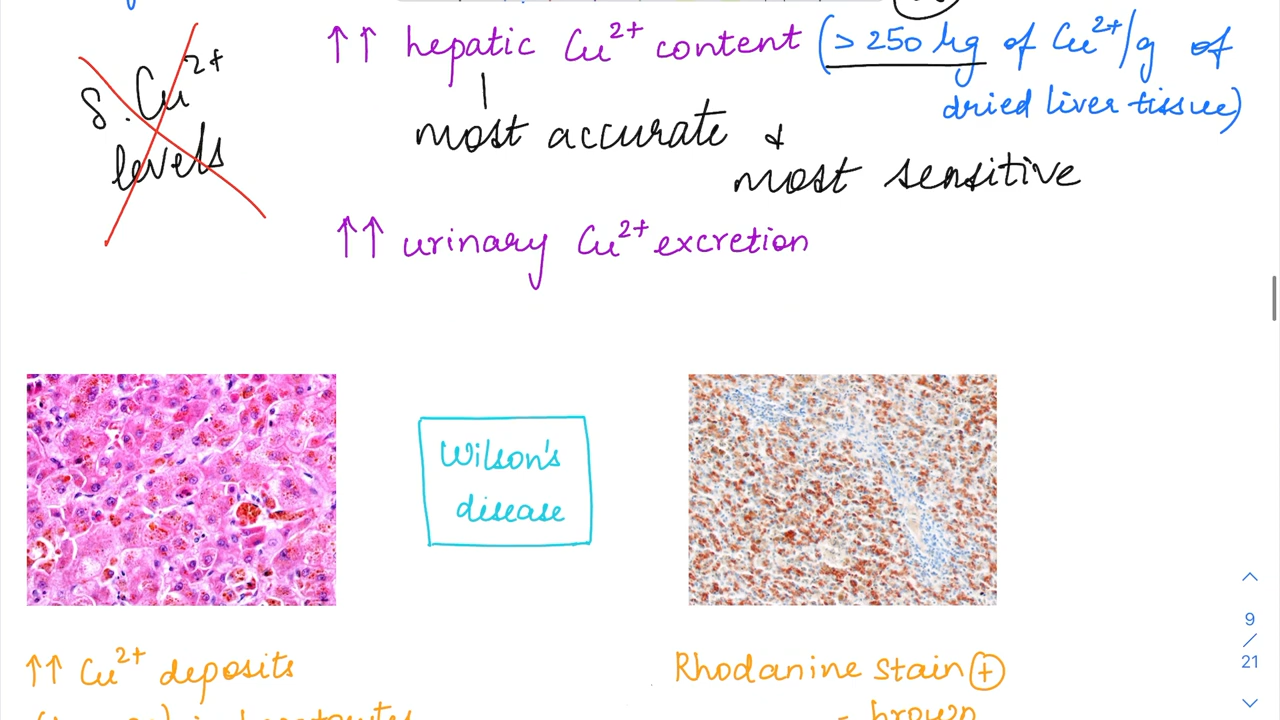 ↑↑ hepatic Cu²⁺ content (> 250 µg of Cu²⁺/g of
dried liver tissue)
S. Cu²⁺
levels
most accurate &
most sensitive
↑↑ urinary Cu²⁺ excretion
Wilson's
disease
↑↑ Cu²⁺ deposits
Rhodanine stain (+)
- brown
9
/
21